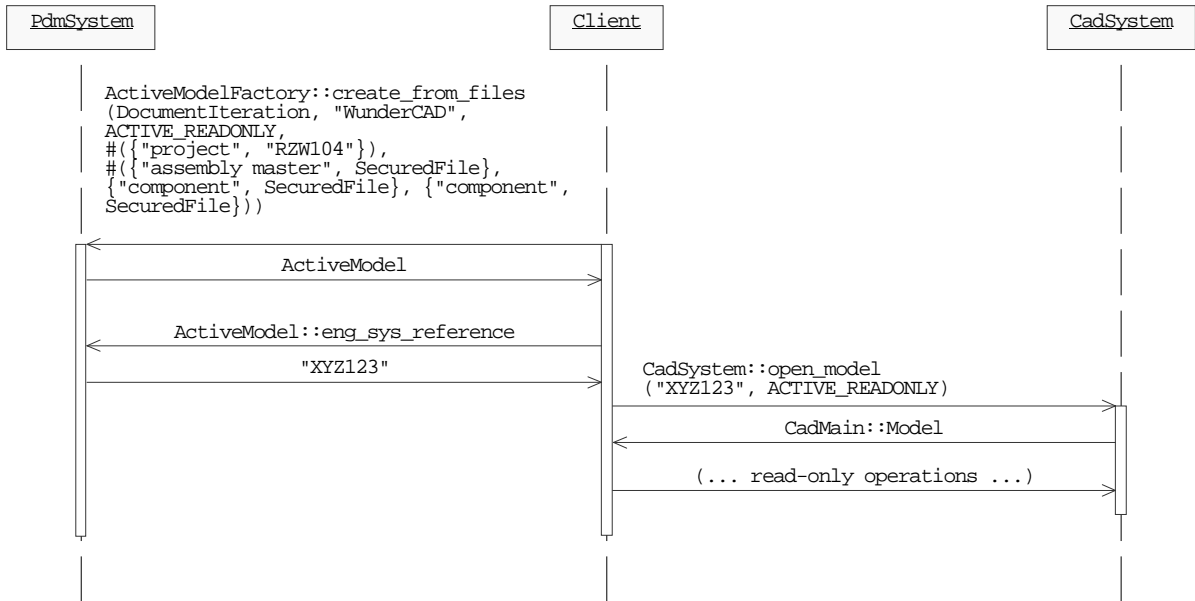 PdmSystem
Client
CadSystem
ActiveModelFactory::create_from_files
(DocumentIteration, "WunderCAD",
ACTIVE_READONLY,
#({"project", "RZW104"}),
#({"assembly master", SecuredFile},
{"component", SecuredFile}, {"component",
SecuredFile}))
ActiveModel
ActiveModel::eng_sys_reference
"XYZ123"
CadSystem::open_model
("XYZ123", ACTIVE_READONLY)
CadMain::Model
(... read-only operations ...)